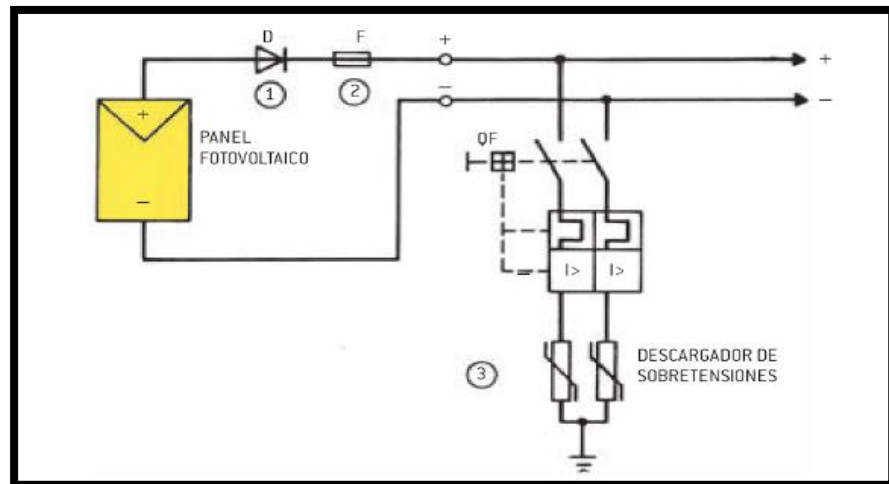 D
F
+
+
1
2
−
−
+
PANEL
FOTOVOLTAICO
QF
−
I>
I>
3
DESCARGADOR DE
SOBRETENSIONES